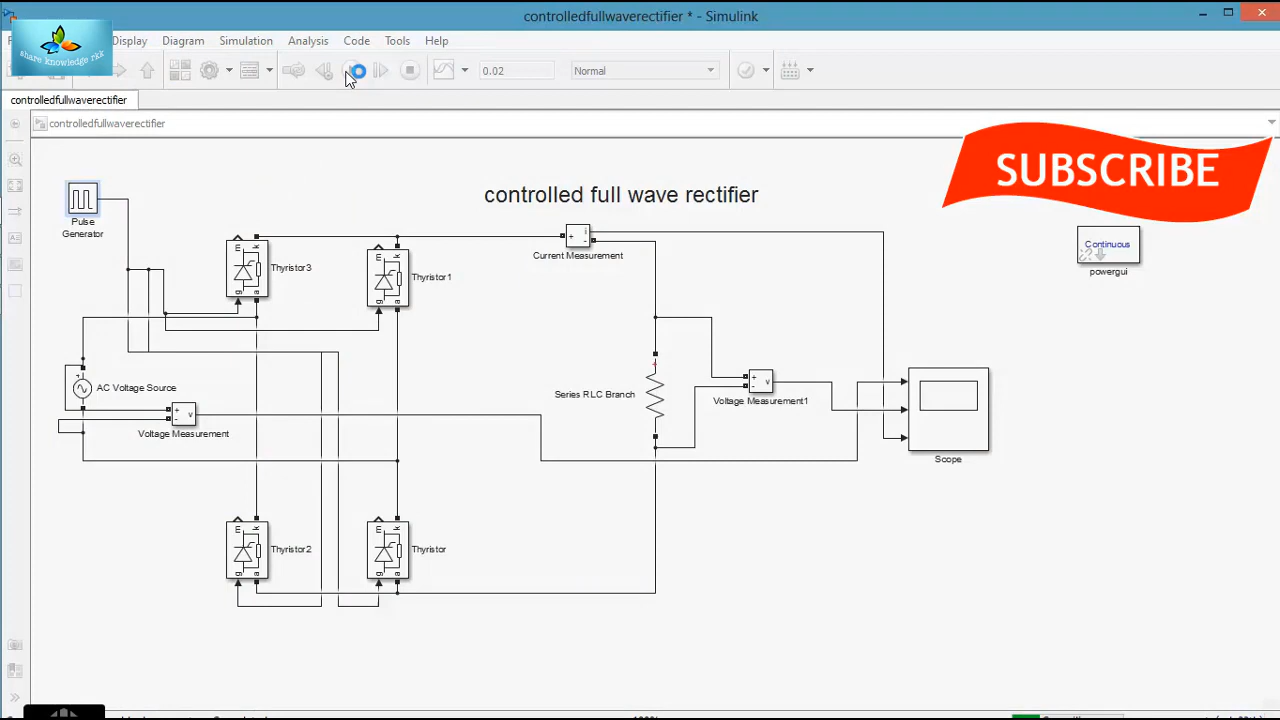 controlledfullwaverectifier * - Simulink
share knowledge rkk
Display Diagram Simulation Analysis Code Tools Help
0.02
Normal
controlledfullwaverectifier
controlledfullwaverectifier
SUBSCRIBE
controlled full wave rectifier
Pulse
Generator
m k
Thyristor3
g a
m k
Thyristor1
g a
+ i
-
Current Measurement
Continuous
powergui
AC Voltage Source
+
- v
Voltage Measurement
+
Series RLC Branch
+
- v
Voltage Measurement1
Scope
m k
Thyristor2
g a
m k
Thyristor
g a